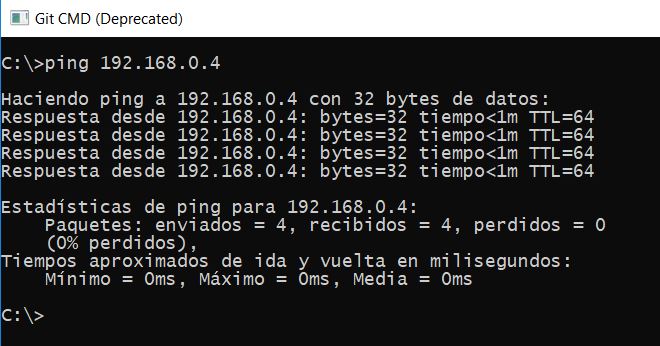 Git CMD (Deprecated)
C:\>ping 192.168.0.4
Haciendo ping a 192.168.0.4 con 32 bytes de datos:
Respuesta desde 192.168.0.4: bytes=32 tiempo<1m TTL=64
Respuesta desde 192.168.0.4: bytes=32 tiempo<1m TTL=64
Respuesta desde 192.168.0.4: bytes=32 tiempo<1m TTL=64
Respuesta desde 192.168.0.4: bytes=32 tiempo<1m TTL=64
Estadísticas de ping para 192.168.0.4:
    Paquetes: enviados = 4, recibidos = 4, perdidos = 0
    (0% perdidos),
Tiempos aproximados de ida y vuelta en milisegundos:
    Mínimo = 0ms, Máximo = 0ms, Media = 0ms
C:\>